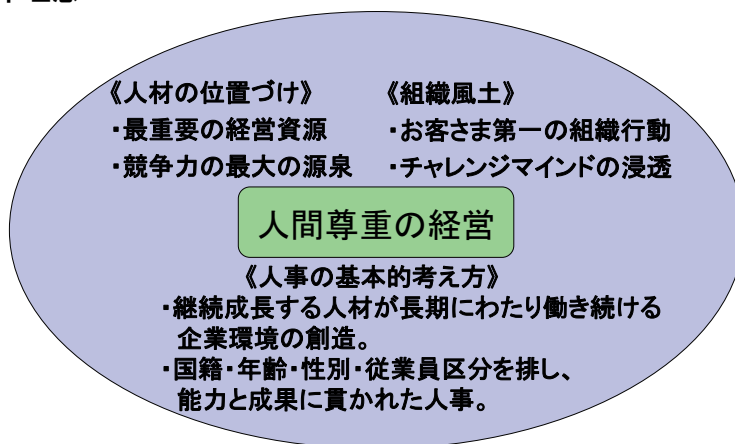 《人材の位置づけ》
・最重要の経営資源
・競争力の最大の源泉
《組織風土》
・お客さま第一の組織行動
・チャレンジマインドの浸透
人間尊重の経営
《人事の基本的考え方》
・継続成長する人材が長期にわたり働き続ける
企業環境の創造。
・国籍・年齢・性別・従業員区分を排し、
能力と成果に貫かれた人事。